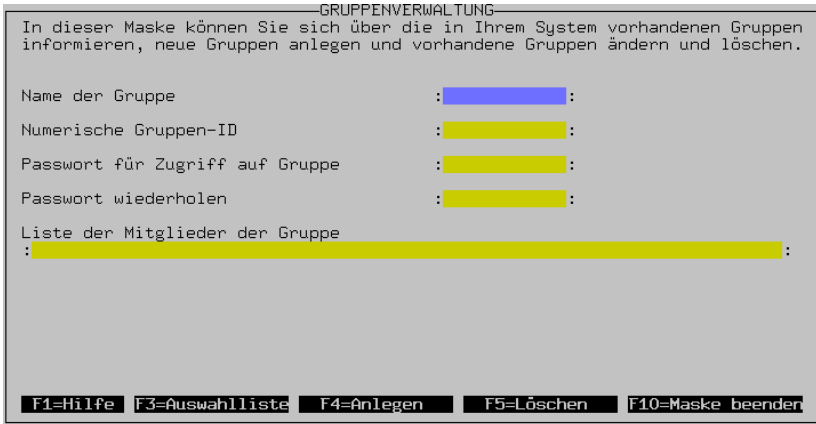 GRUPPENVERWALTUNG
In dieser Maske können Sie sich über die in Ihrem System vorhandenen Gruppen
informieren, neue Gruppen anlegen und vorhandene Gruppen ändern und löschen.
Name der Gruppe : :
Numerische Gruppen-ID : :
Passwort für Zugriff auf Gruppe : :
Passwort wiederholen : :
Liste der Mitglieder der Gruppe
: :
F1=Hilfe F3=Auswahlliste F4=Anlegen F5=Löschen F10=Maske beenden